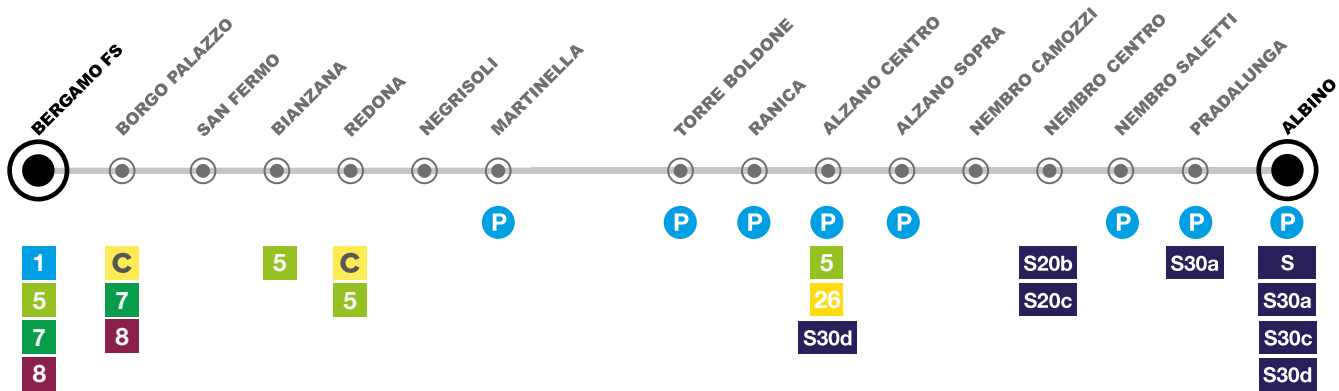 BERGAMO FS
BORGO PALAZZO
SAN FERMO
BIANZANA
REDONA
NEGRISOLI
MARTINELLA
TORRE BOLDONE
RANICA
ALZANO CENTRO
ALZANO SOPRA
NEMBRO CAMOZZI
NEMBRO CENTRO
NEMBRO SALETTI
PRADALUNGA
ALBINO
P
P
P
P
P
P
P
P
1
C
5
C
5
S20b
S30a
S
5
7
5
26
S20c
S30a
7
8
S30d
S30c
8
S30d